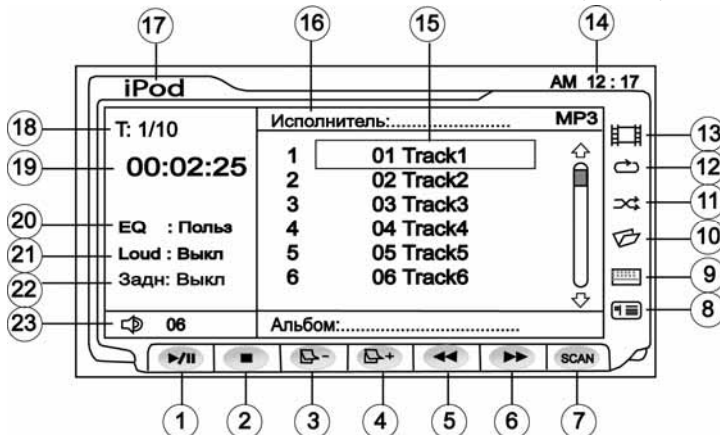 17 16 15 14
iPod AM 12 : 17
18 T: 1/10 Исполнитель:....................... MP3 13
19 00:02:25 1 01 Track1 12
2 02 Track2
3 03 Track3 11
20 EQ : Польз 4 04 Track4 10
21 Loud : Выкл 5 05 Track5 9
22 Задн: Выкл 6 06 Track6
23 06 Альбом:............................. 8
- + SCAN
1 2 3 4 5 6 7